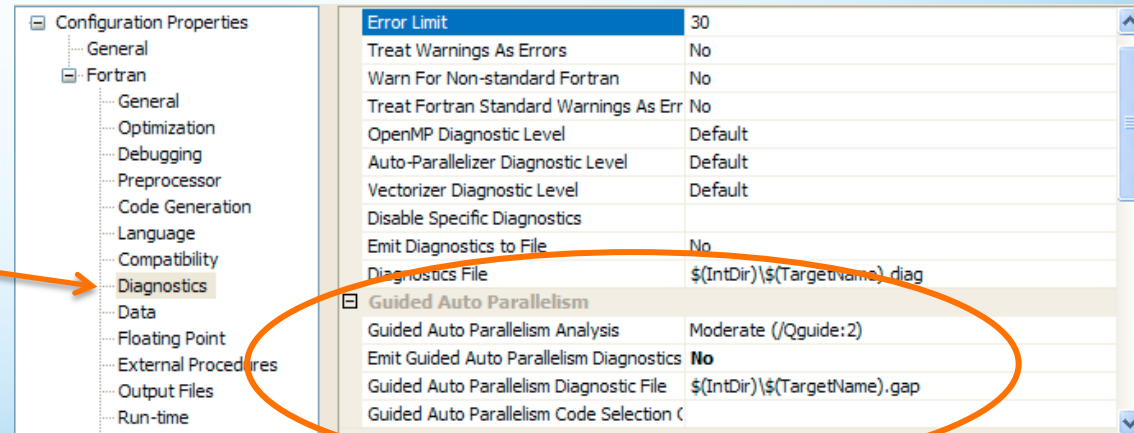 Configuration Properties
General
Fortran
General
Optimization
Debugging
Preprocessor
Code Generation
Language
Compatibility
Diagnostics
Data
Floating Point
External Procedures
Output Files
Run-time
Error Limit 30
Treat Warnings As Errors No
Warn For Non-standard Fortran No
Treat Fortran Standard Warnings As Err No
OpenMP Diagnostic Level Default
Auto-Parallelizer Diagnostic Level Default
Vectorizer Diagnostic Level Default
Disable Specific Diagnostics
Emit Diagnostics to File No
Diagnostics File $(IntDir)\$(TargetName).diag
Guided Auto Parallelism
Guided Auto Parallelism Analysis Moderate (/Qguide:2)
Emit Guided Auto Parallelism Diagnostics No
Guided Auto Parallelism Diagnostic File $(IntDir)\$(TargetName).gap
Guided Auto Parallelism Code Selection